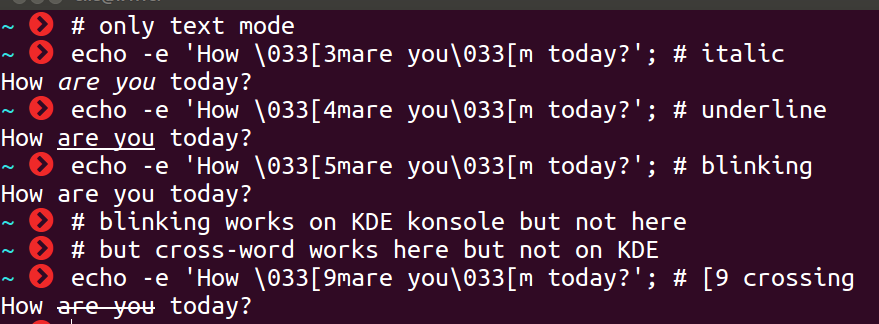 ~ # only text mode
~ echo -e 'How \033[3mare you\033[m today?'; # italic
How are you today?
~ echo -e 'How \033[4mare you\033[m today?'; # underline
How are you today?
~ echo -e 'How \033[5mare you\033[m today?'; # blinking
How are you today?
~ # blinking works on KDE konsole but not here
~ # but cross-word works here but not on KDE
~ echo -e 'How \033[9mare you\033[m today?'; # [9 crossing
How are you today?